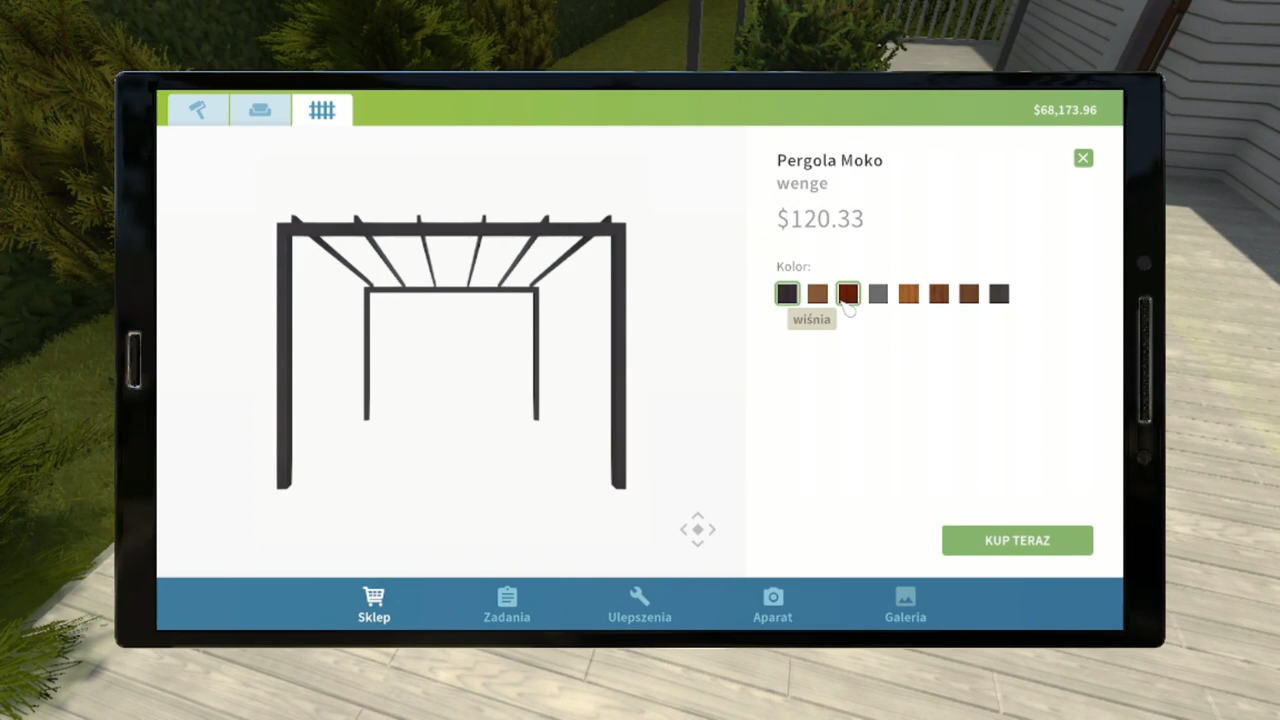 $68,173.96
Pergola Moko
wenge
$120.33
Kolor:
wiśnia
KUP TERAZ
Sklep
Zadania
Ulepszenia
Aparat
Galeria